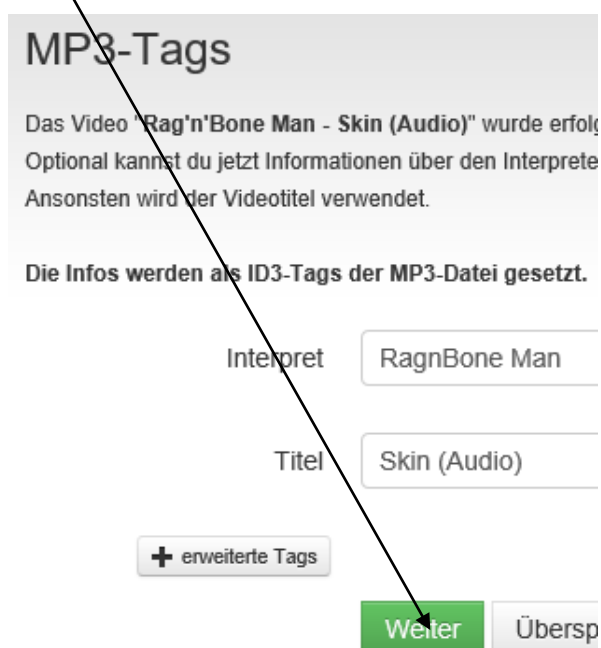 MP3-Tags
Das Video "Rag'n'Bone Man - Skin (Audio)" wurde erfolg
Optional kannst du jetzt Informationen über den Interprete
Ansonsten wird der Videotitel verwendet.
Die Infos werden als ID3-Tags der MP3-Datei gesetzt.
Interpret RagnBone Man
Titel Skin (Audio)
+ erweiterte Tags
Weiter Übersp